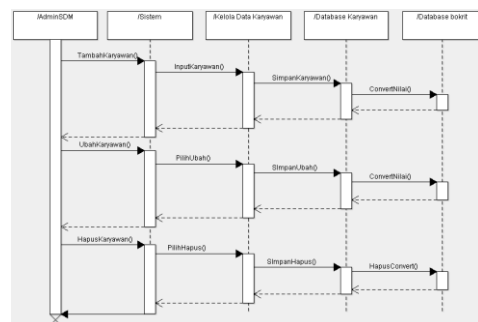 /AdminSDM
/Sistem
/Kelola Data Karyawan
/Database Karyawan
/Database bokrit
TambahKaryawan()
InputKaryawan()
SimpanKaryawan()
ConvertNilai()
UbahKaryawan()
PilihUbah()
SImpanUbah()
ConvertNilai()
HapusKaryawan()
PilihHapus()
SImpanHapus()
HapusConvert()